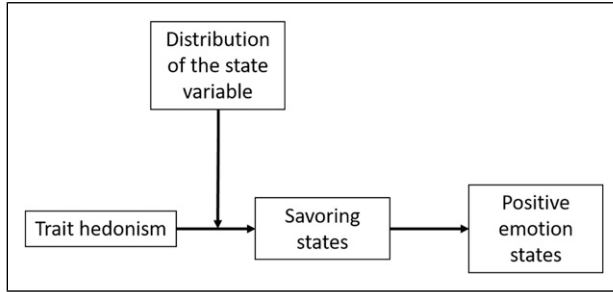 Distribution
of the state
variable
Trait hedonism
Savoring
states
Positive
emotion
states